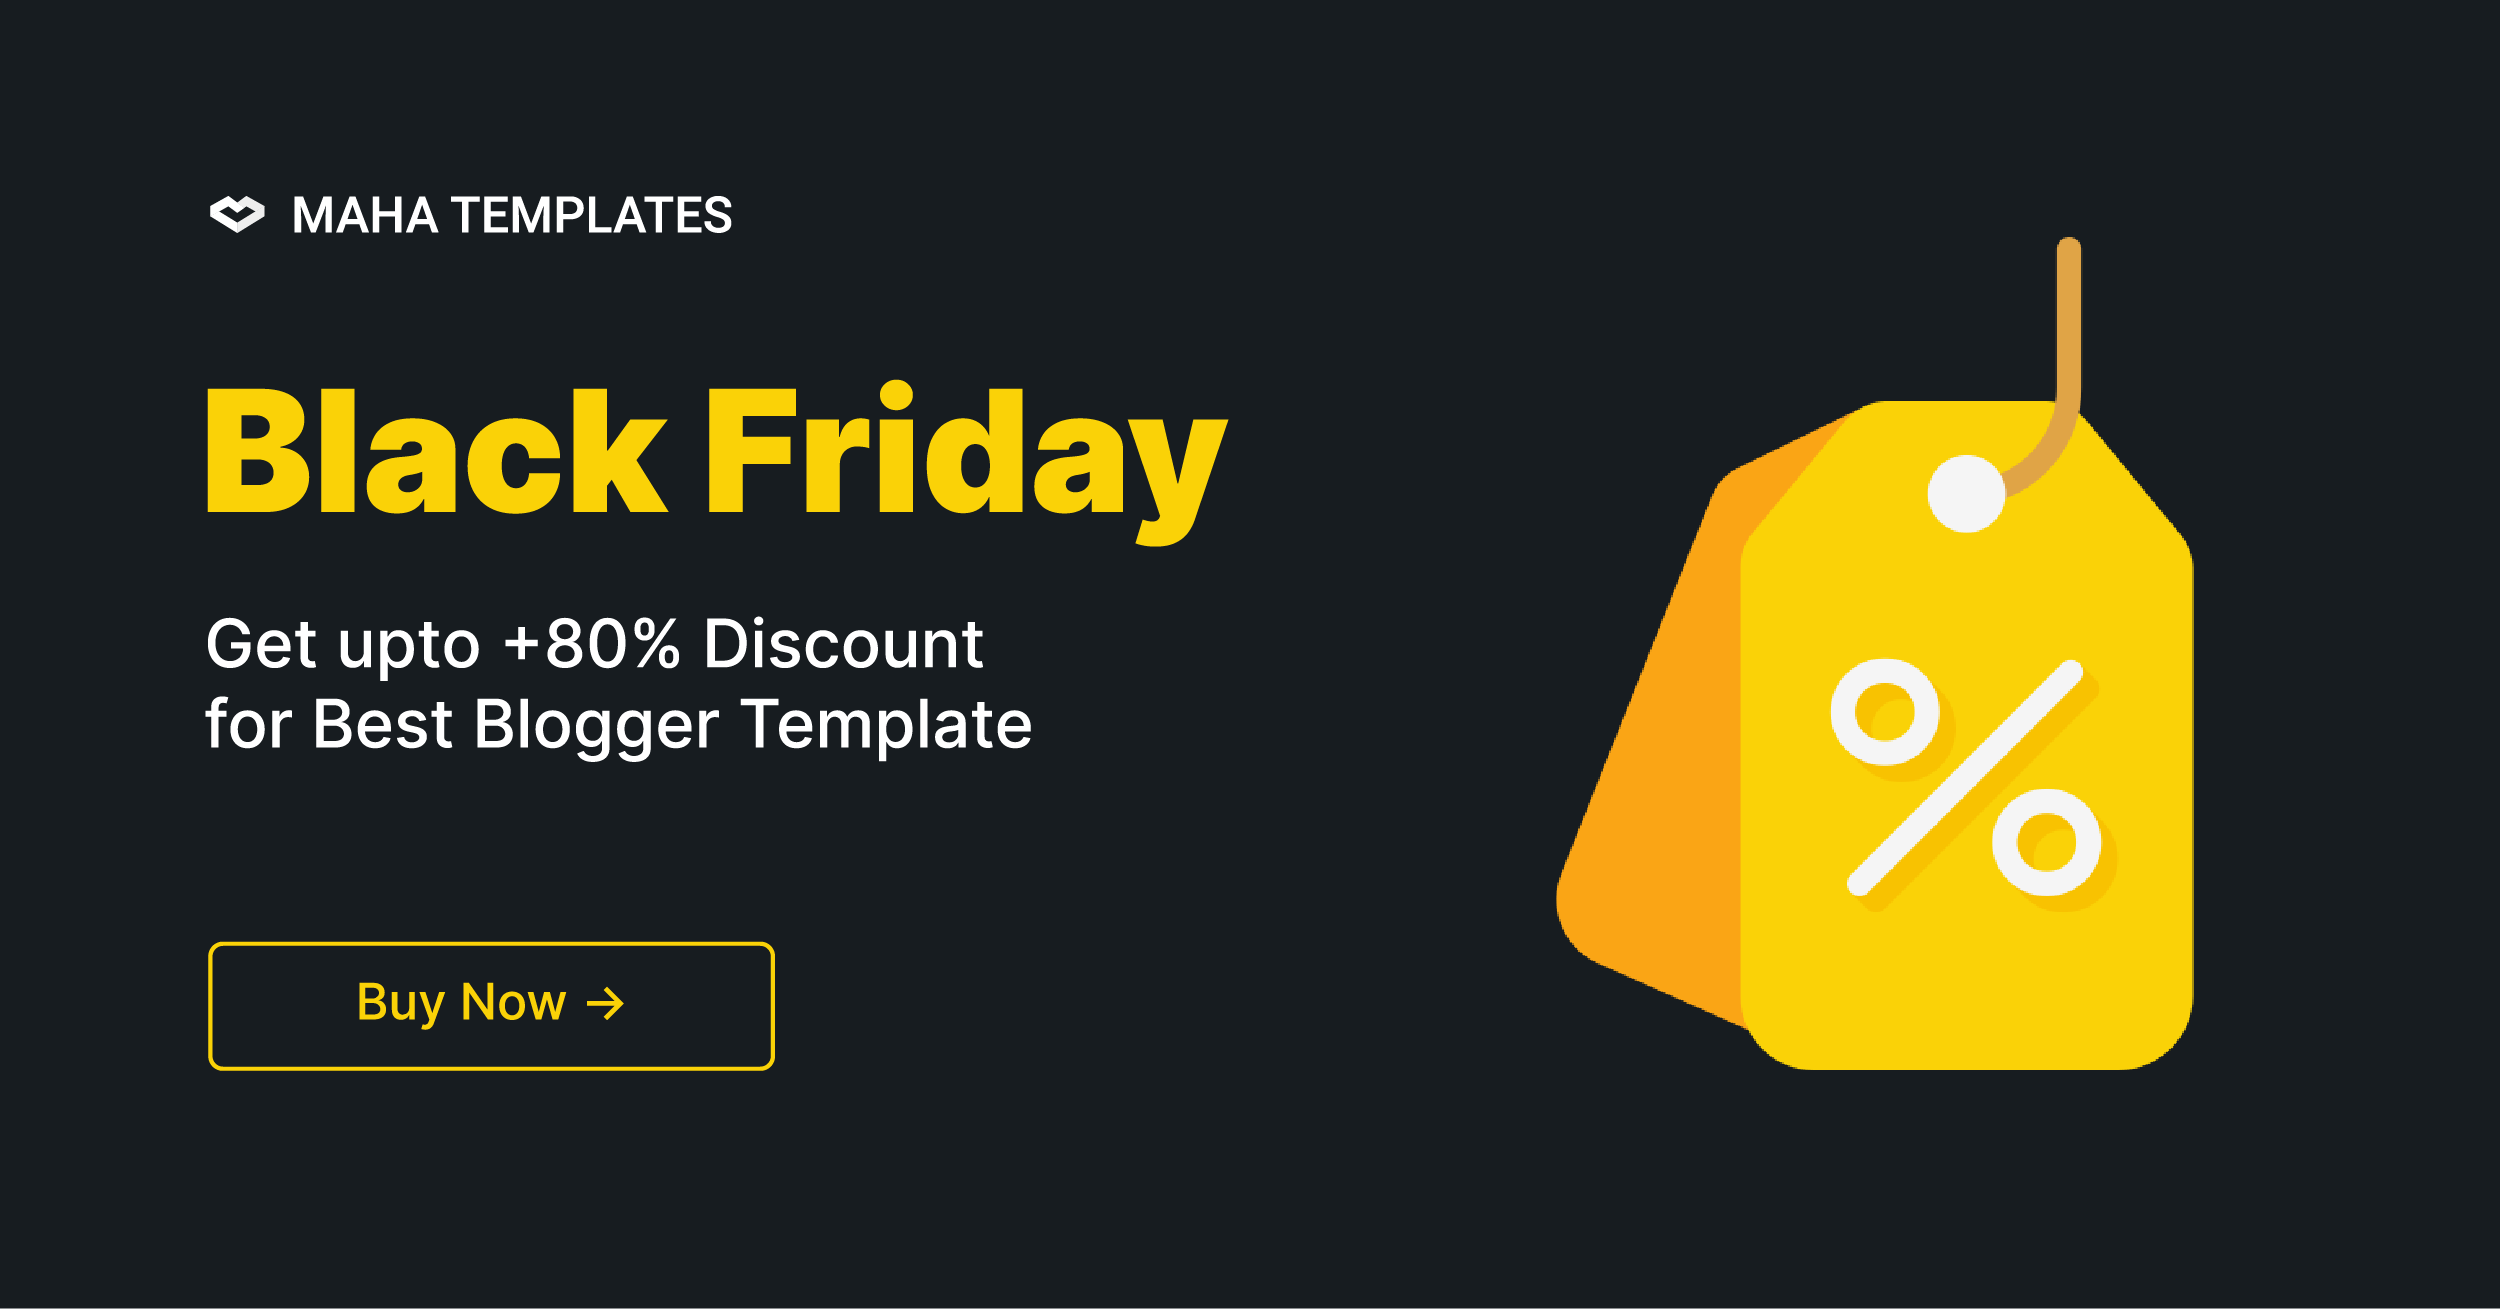 MAHA TEMPLATES
Black Friday
Get upto +80% Discount
for Best Blogger Template
Buy Now →
%